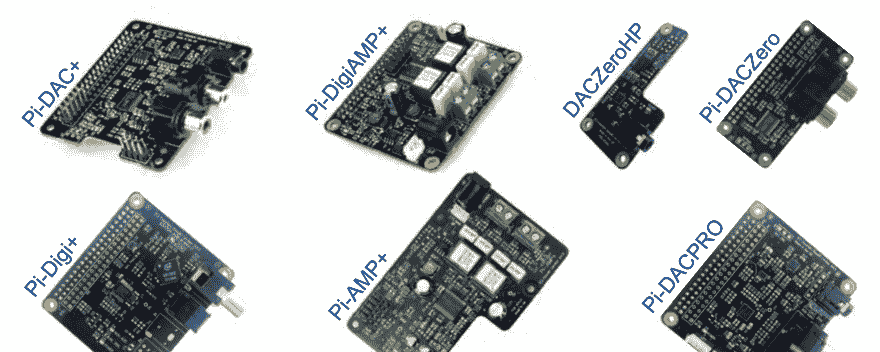 Pi-DAC+
Pi-DigiAMP+
DACZeroHP
Pi-DACZero
Pi-Digi+
Pi-AMP+
Pi-DACPRO